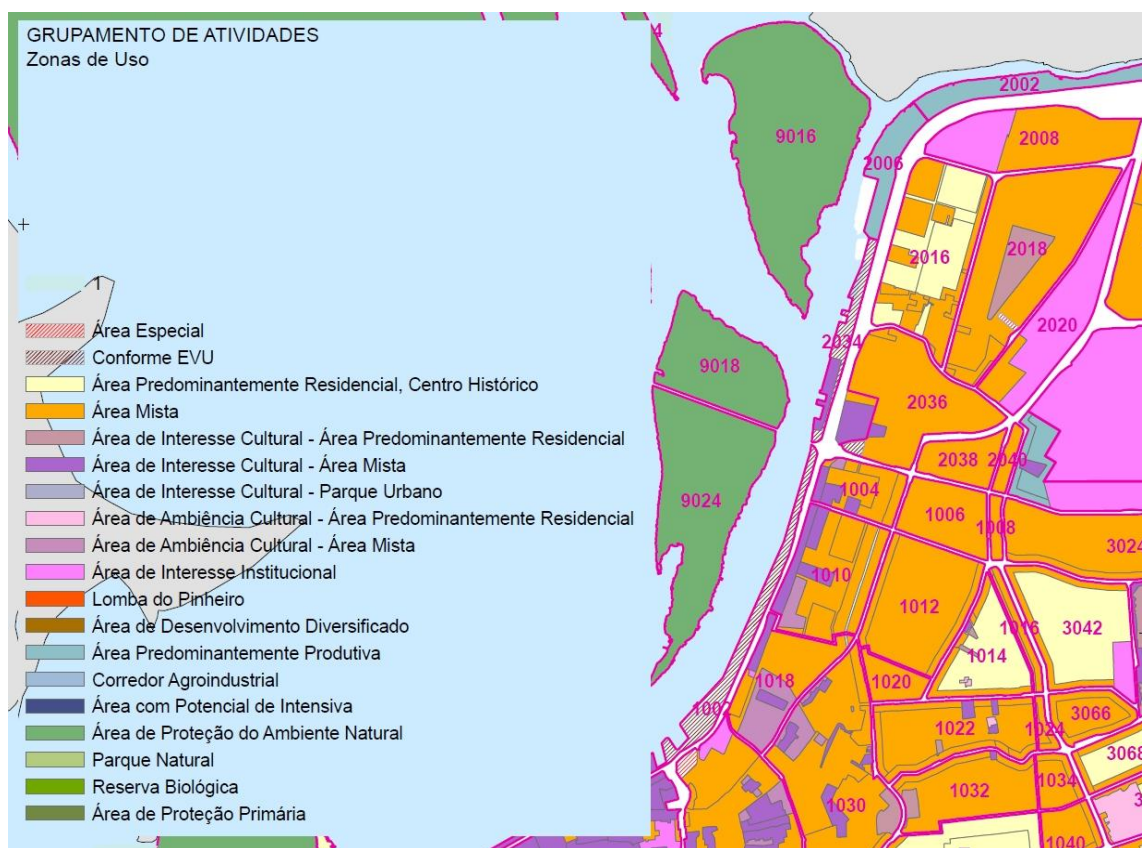 GRUPAMENTO DE ATIVIDADES
Zonas de Uso
Área Especial
Conforme EVU
Área Predominantemente Residencial, Centro Histórico
Área Mista
Área de Interesse Cultural - Área Predominantemente Residencial
Área de Interesse Cultural - Área Mista
Área de Interesse Cultural - Parque Urbano
Área de Ambiência Cultural - Área Predominantemente Residencial
Área de Ambiência Cultural - Área Mista
Área de Interesse Institucional
Lomba do Pinheiro
Área de Desenvolvimento Diversificado
Área Predominantemente Produtiva
Corredor Agroindustrial
Área com Potencial de Intensiva
Área de Proteção do Ambiente Natural
Parque Natural
Reserva Biológica
Área de Proteção Primária
4
2002
9016
2008
2006
2016
2018
2020
2034
9018
2036
2038
2040
9024
1004
1006
1008
3024
1010
1012
1016
3042
1014
1018
1020
1002
1022
1024
3066
3068
1030
1032
1034
3
1040